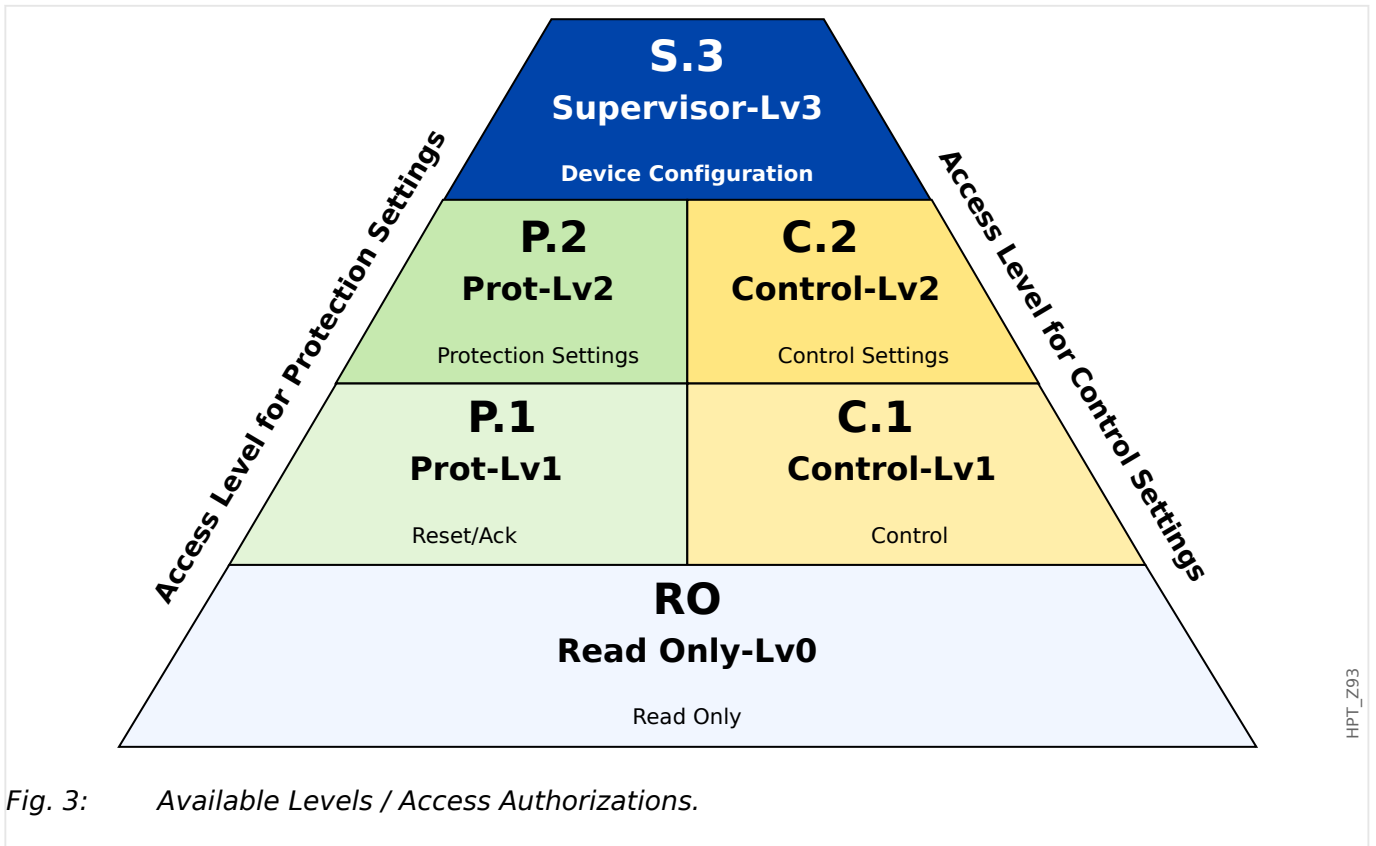 S.3
Supervisor-Lv3
Device Configuration
Access Level for Protection Settings
Access Level for Control Settings
P.2
Prot-Lv2
Protection Settings
C.2
Control-Lv2
Control Settings
P.1
Prot-Lv1
Reset/Ack
C.1
Control-Lv1
Control
RO
Read Only-Lv0
Read Only
HPT_Z93
Fig. 3: Available Levels / Access Authorizations.